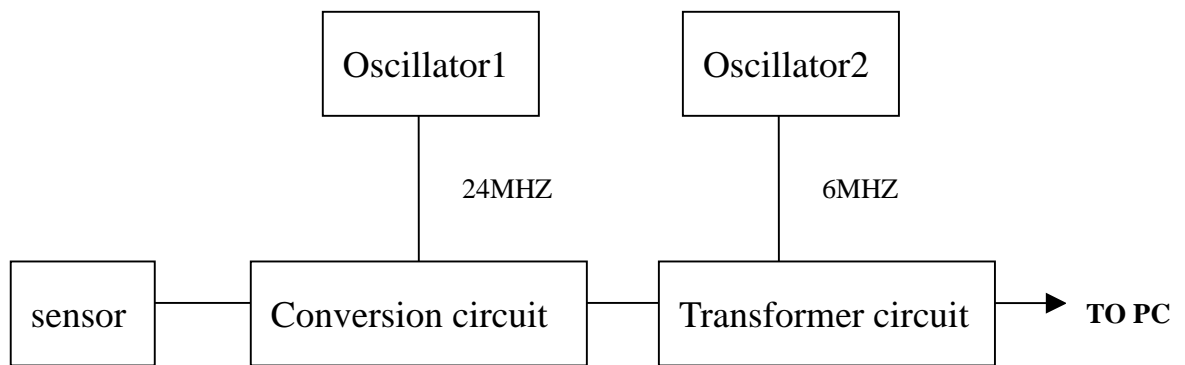 Oscillator1
Oscillator2
24MHZ
6MHZ
sensor
Conversion circuit
Transformer circuit
TO PC